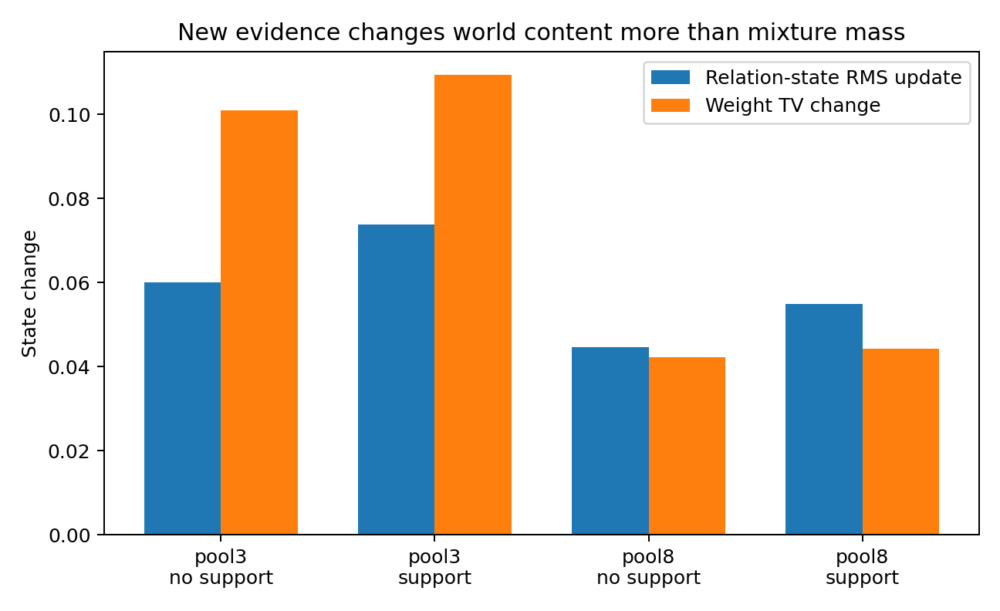 New evidence changes world content more than mixture mass
Relation-state RMS update
Weight TV change
State change
0.10
0.08
0.06
0.04
0.02
0.00
pool3
no support
pool3
support
pool8
no support
pool8
support